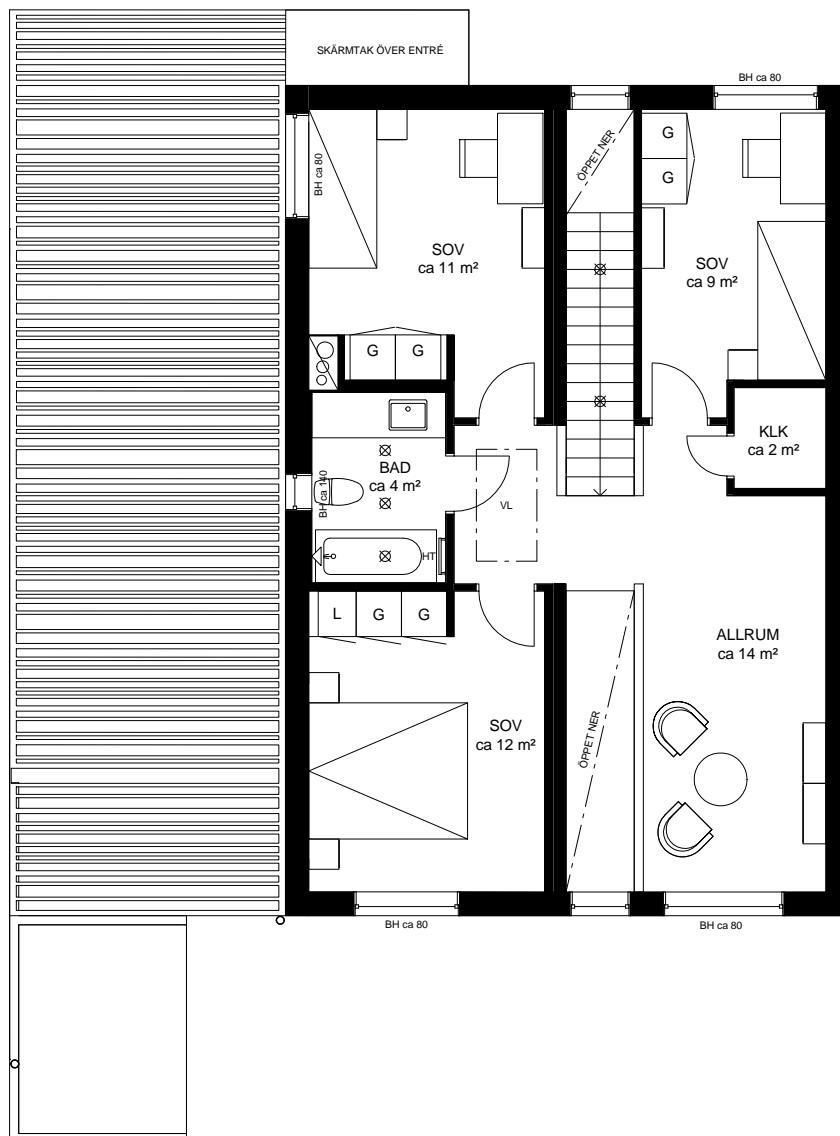 SKÄRMTAK ÖVER ENTRÉ
BH ca 80
BH ca 80
ÖPPET NER
G
G
SOV
ca 11 m²
SOV
ca 9 m²
G
G
KLK
ca 2 m²
BAD
ca 4 m²
BH ca 140
VL
HT
L
G
G
ALLRUM
ca 14 m²
SOV
ca 12 m²
ÖPPET NER
BH ca 80
BH ca 80